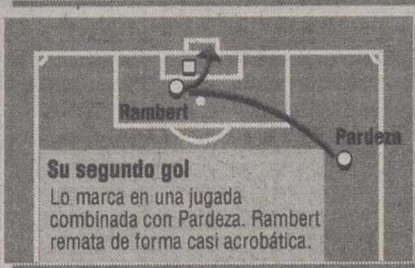 Rambert
Pardeza
Su segundo gol
Lo marca en una jugada
combinada con Pardeza. Rambert
remata de forma casi acrobática.